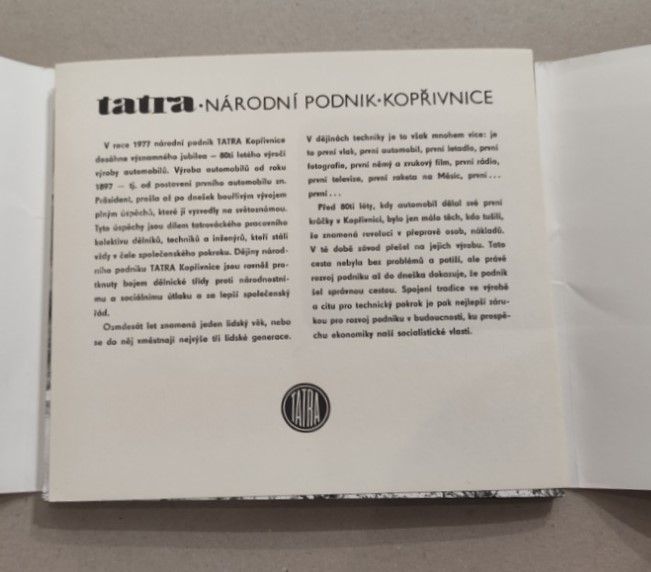 tatra·NÁRODNÍ PODNIK·KOPŘIVNICE
V roce 1977 národní podnik TATRA Kopřivnice
dosáhne významného jubilea — 80ti letého výročí
výroby automobilů. Výroba automobilů od roku
1897 — tj. od postavení prvního automobilu zn.
Präsident, prošla až po dnešek bouřlivým vývojem
plným úspěchů, které ji vyzvedly na světoznámou.
Tyto úspěchy jsou dílem tatrováckého pracovního
kolektivu dělníků, techniků a inženýrů, kteří stáli
vždy v čele společenského pokroku. Dějiny národ-
ního podniku TATRA Kopřivnice jsou rovněž pro-
tknuty bojem dělnické třídy proti národnostní-
mu a sociálnímu útlaku a za lepší společenský
řád.
Osmdesát let znamená jeden lidský věk, nebo
se do něj vměstnají nejvýše tři lidské generace.
V dějinách techniky je to však mnohem více: je
to první vlak, první automobil, první letadlo, první
fotografie, první němý a zvukový film, první rádio,
první televize, první raketa na Měsíc, první...
první...
Před 80ti léty, kdy automobil dělal své první
krůčky v Kopřivnici, bylo jen málo těch, kdo tušili,
že znamená revoluci v přepravě osob, nákladů.
V té době závod přešel na jejich výrobu. Tato
cesta nebyla bez problémů a potíží, ale právě
rozvoj podniku až do dneška dokazuje, že podnik
šel správnou cestou. Spojení tradice ve výrobě
a citu pro technický pokrok je pak nejlepší záru-
kou pro rozvoj podniku v budoucnosti, ku prospě-
chu ekonomiky naší socialistické vlasti.
TATRA